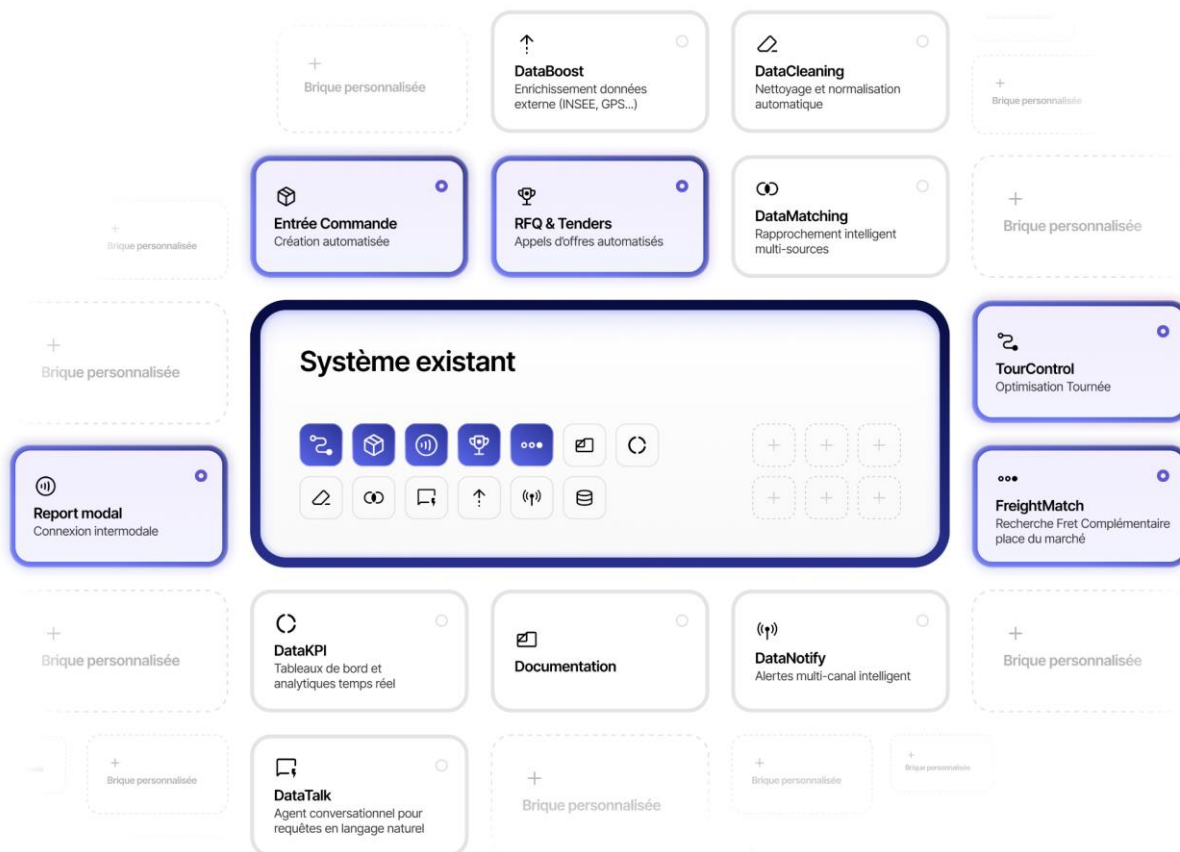 Brique personnalisée
DataBoost
Enrichissement données
externe (INSEE, GPS...)
DataCleaning
Nettoyage et normalisation
automatique
Brique personnalisée
Brique personnalisée
Entrée Commande
Création automatisée
RFQ & Tenders
Appels d'offres automatisés
DataMatching
Rapprochement intelligent
multi-sources
Brique personnalisée
Brique personnalisée
Système existant
TourControl
Optimisation Tournée
Report modal
Connexion intermodale
FreightMatch
Recherche Fret Complémentaire
place du marché
Brique personnalisée
DataKPI
Tableaux de bord et
analytiques temps réel
Documentation
DataNotify
Alertes multi-canal intelligent
Brique personnalisée
Brique personnalisée
DataTalk
Agent conversationnel pour
requêtes en langage naturel
Brique personnalisée
Brique personnalisée
Brique personnalisée